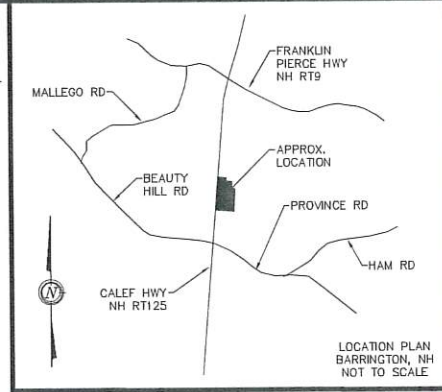 FRANKLIN
PIERCE HWY
NH RT9
MALLEGO RD
APPROX.
LOCATION
BEAUTY
HILL RD
PROVINCE RD
HAM RD
N
CALEF HWY
NH RT125
LOCATION PLAN
BARRINGTON, NH
NOT TO SCALE